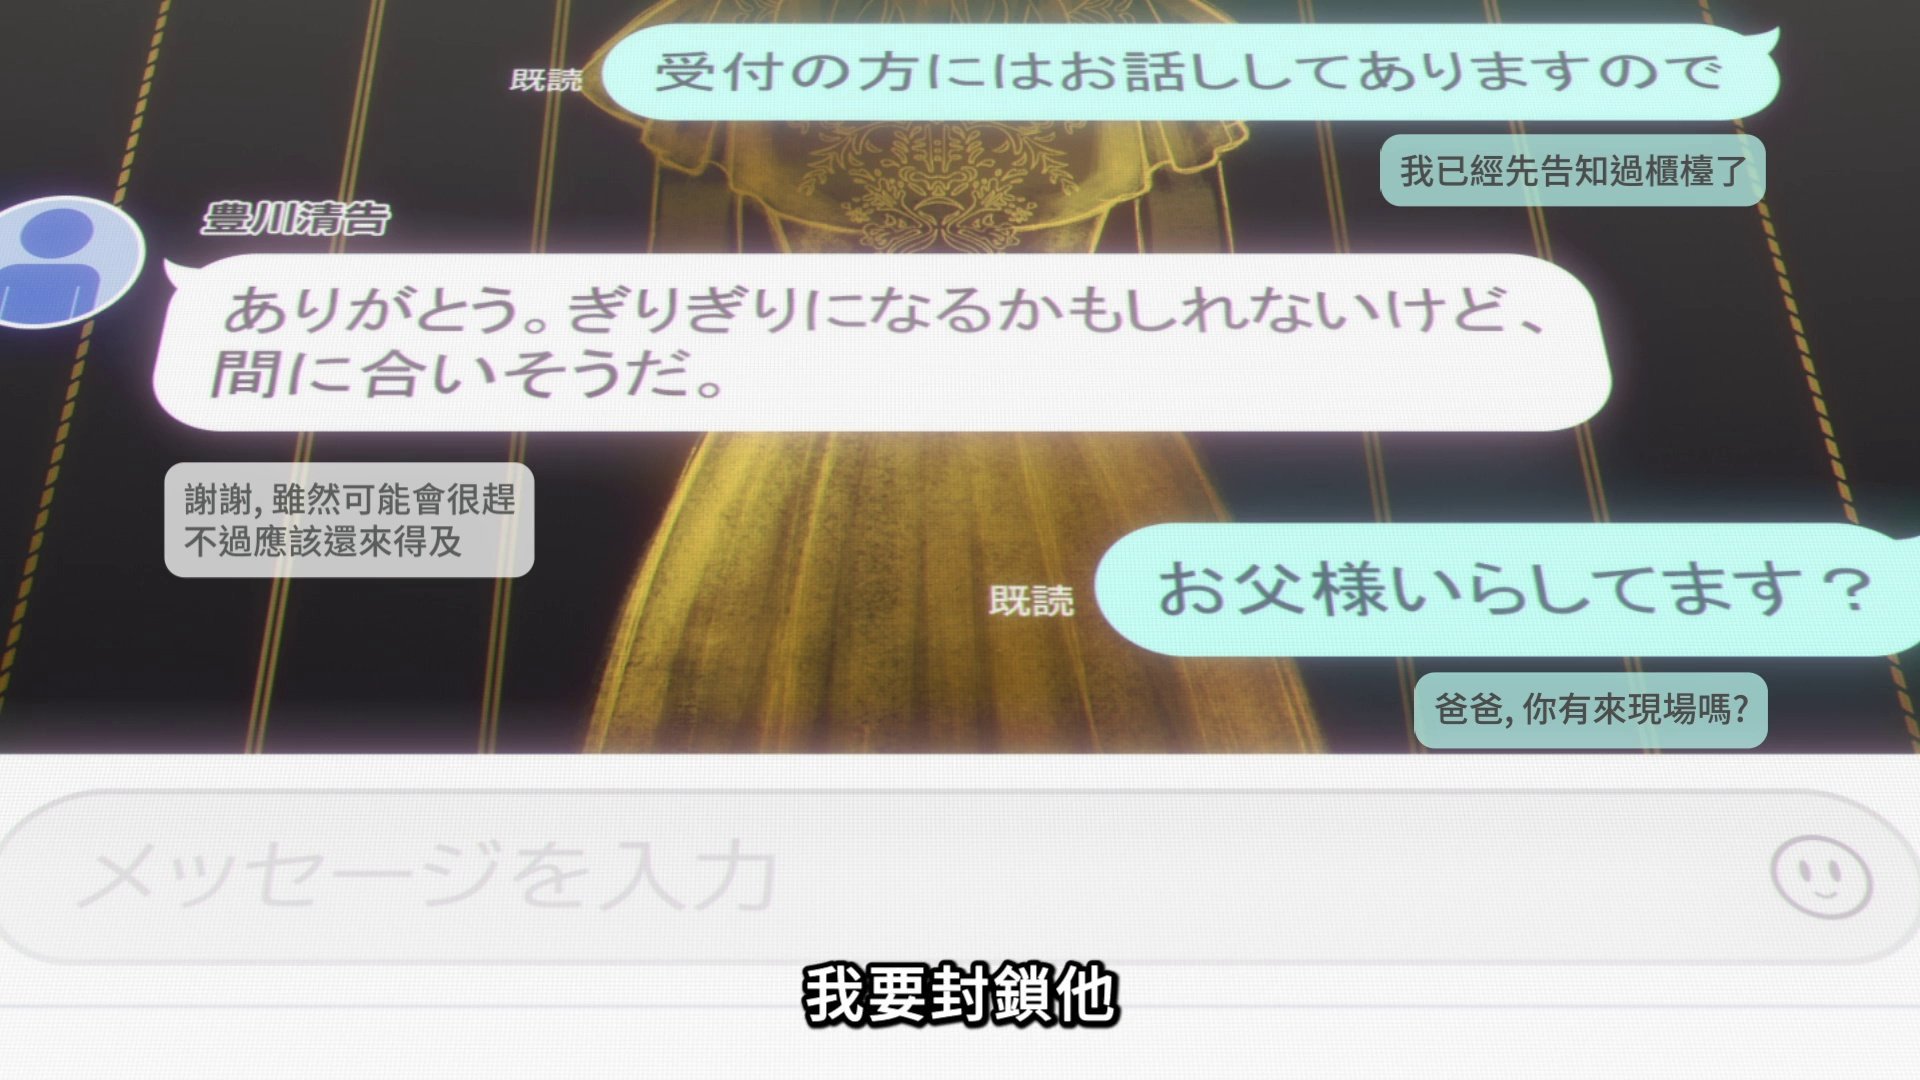 既読
受付の方にはお話ししてありますので
我已經先告知過櫃檯了
豊川清告
ありがとう。ぎりぎりになるかもしれないけど、
間に合いそうだ。
謝謝, 雖然可能會很趕
不過應該還來得及
既読
お父様いらしてます？
爸爸, 你有來現場嗎?
メッセージを入力
我要封鎖他